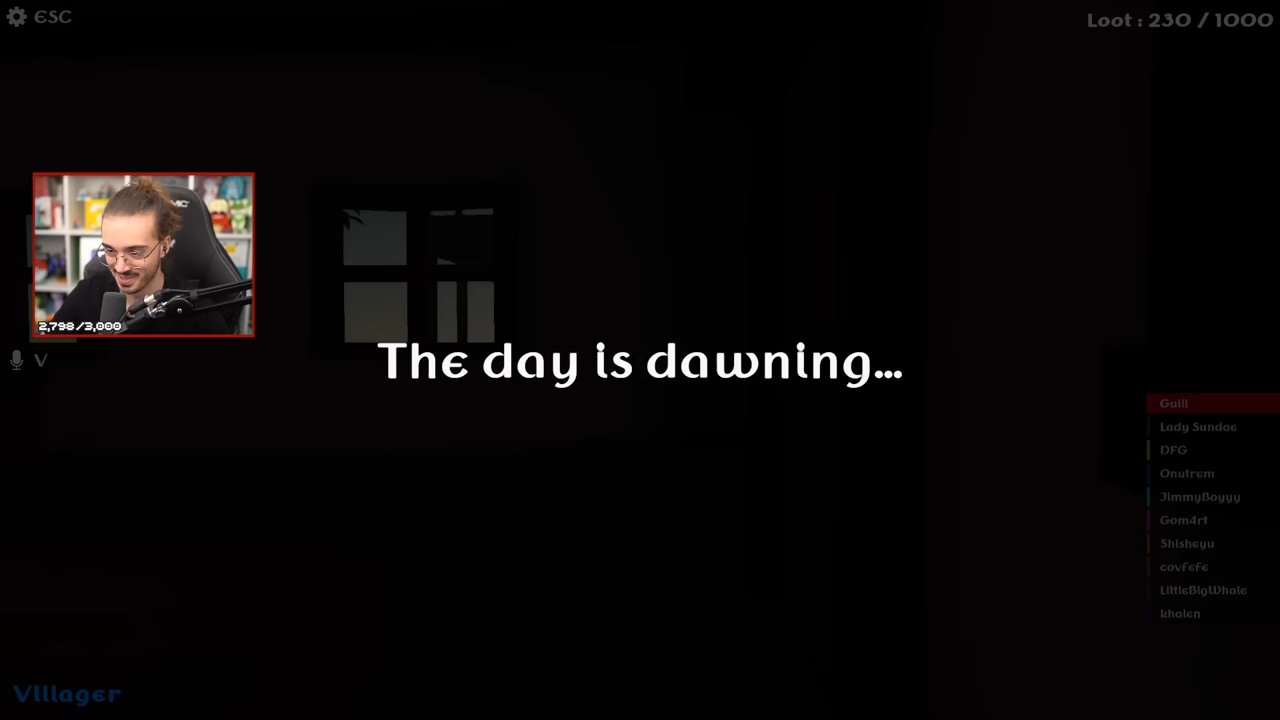 ESC
Loot : 230 / 1000
2,798/3,000
V
The day is dawning...
Guill
Lady Sundae
DFG
Onutrem
JimmyBoyyy
Gom4rt
Shisheyu
covfefe
LittleBigWhale
khalen
Villager